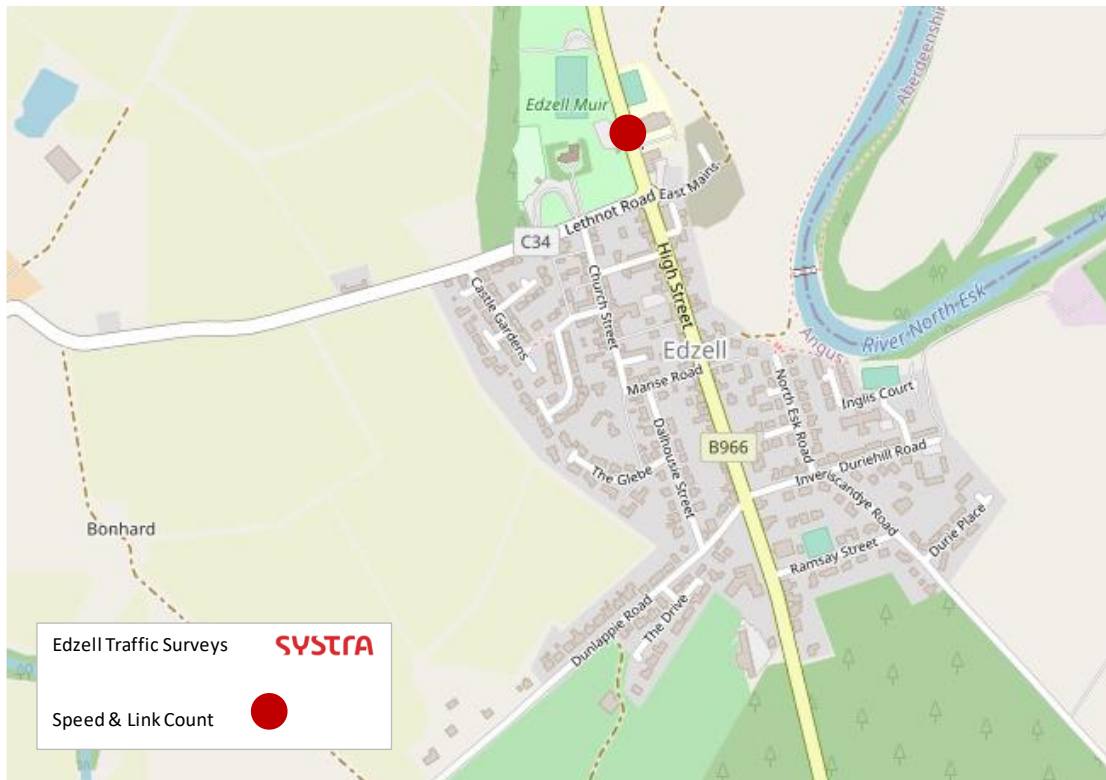 Aberdeenship
Edzell Muir
East Mains
Lethnot Road
C34
High Street
Castle Gardens
Church Street
River North Esk
Angus
Edzell
Manse Road
North Esk Road
Inglis Court
B966
Dalhousie Street
Duriehill Road
The Glebe
Inveriscandye Road
Bonhard
Durie Place
Ramsay Street
The Drive
Dunlappie Road
Edzell Traffic Surveys
SYSTRA
Speed & Link Count